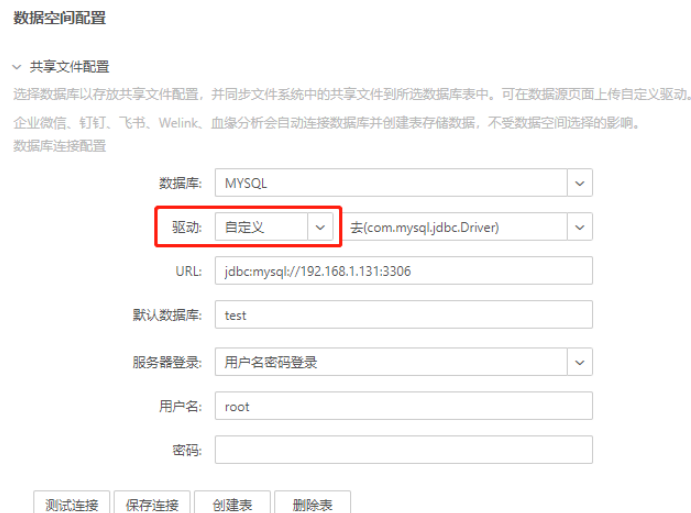 数据空间配置
共享文件配置
选择数据库以存放共享文件配置，并同步文件系统中的共享文件到所选数据库表中。可在数据源页面上传自定义驱动。
企业微信、钉钉、飞书、Welink、血缘分析会自动连接数据库并创建表存储数据，不受数据空间选择的影响。
数据库连接配置
数据库: MYSQL
驱动: 自定义 去(com.mysql.jdbc.Driver)
URL: jdbc:mysql://192.168.1.131:3306
默认数据库: test
服务器登录: 用户名密码登录
用户名: root
密码:
测试连接 保存连接 创建表 删除表